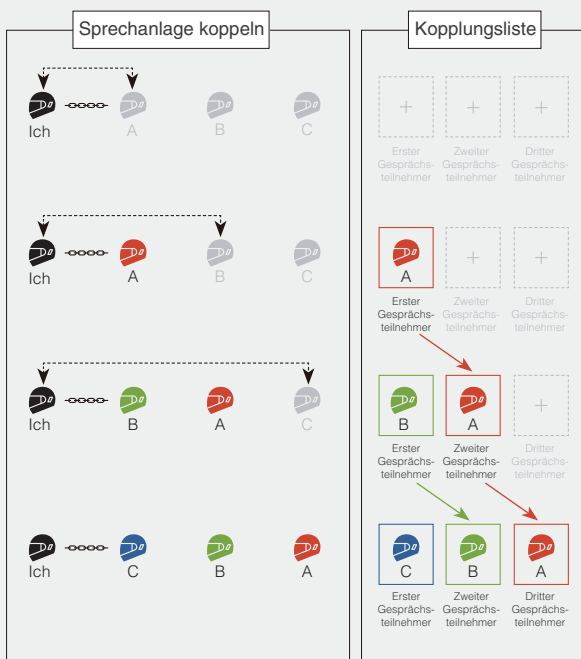 Sprechanlage koppeln
Kopplungsliste
Ich
A
B
C
+
+
+
Erster
Gesprächs-
teilnehmer
Zweiter
Gesprächs-
teilnehmer
Dritter
Gesprächs-
teilnehmer
Ich
A
B
C
A
+
+
Erster
Gesprächs-
teilnehmer
Zweiter
Gesprächs-
teilnehmer
Dritter
Gesprächs-
teilnehmer
Ich
B
A
C
B
A
+
Erster
Gesprächs-
teilnehmer
Zweiter
Gesprächs-
teilnehmer
Dritter
Gesprächs-
teilnehmer
Ich
C
B
A
C
B
A
Erster
Gesprächs-
teilnehmer
Zweiter
Gesprächs-
teilnehmer
Dritter
Gesprächs-
teilnehmer